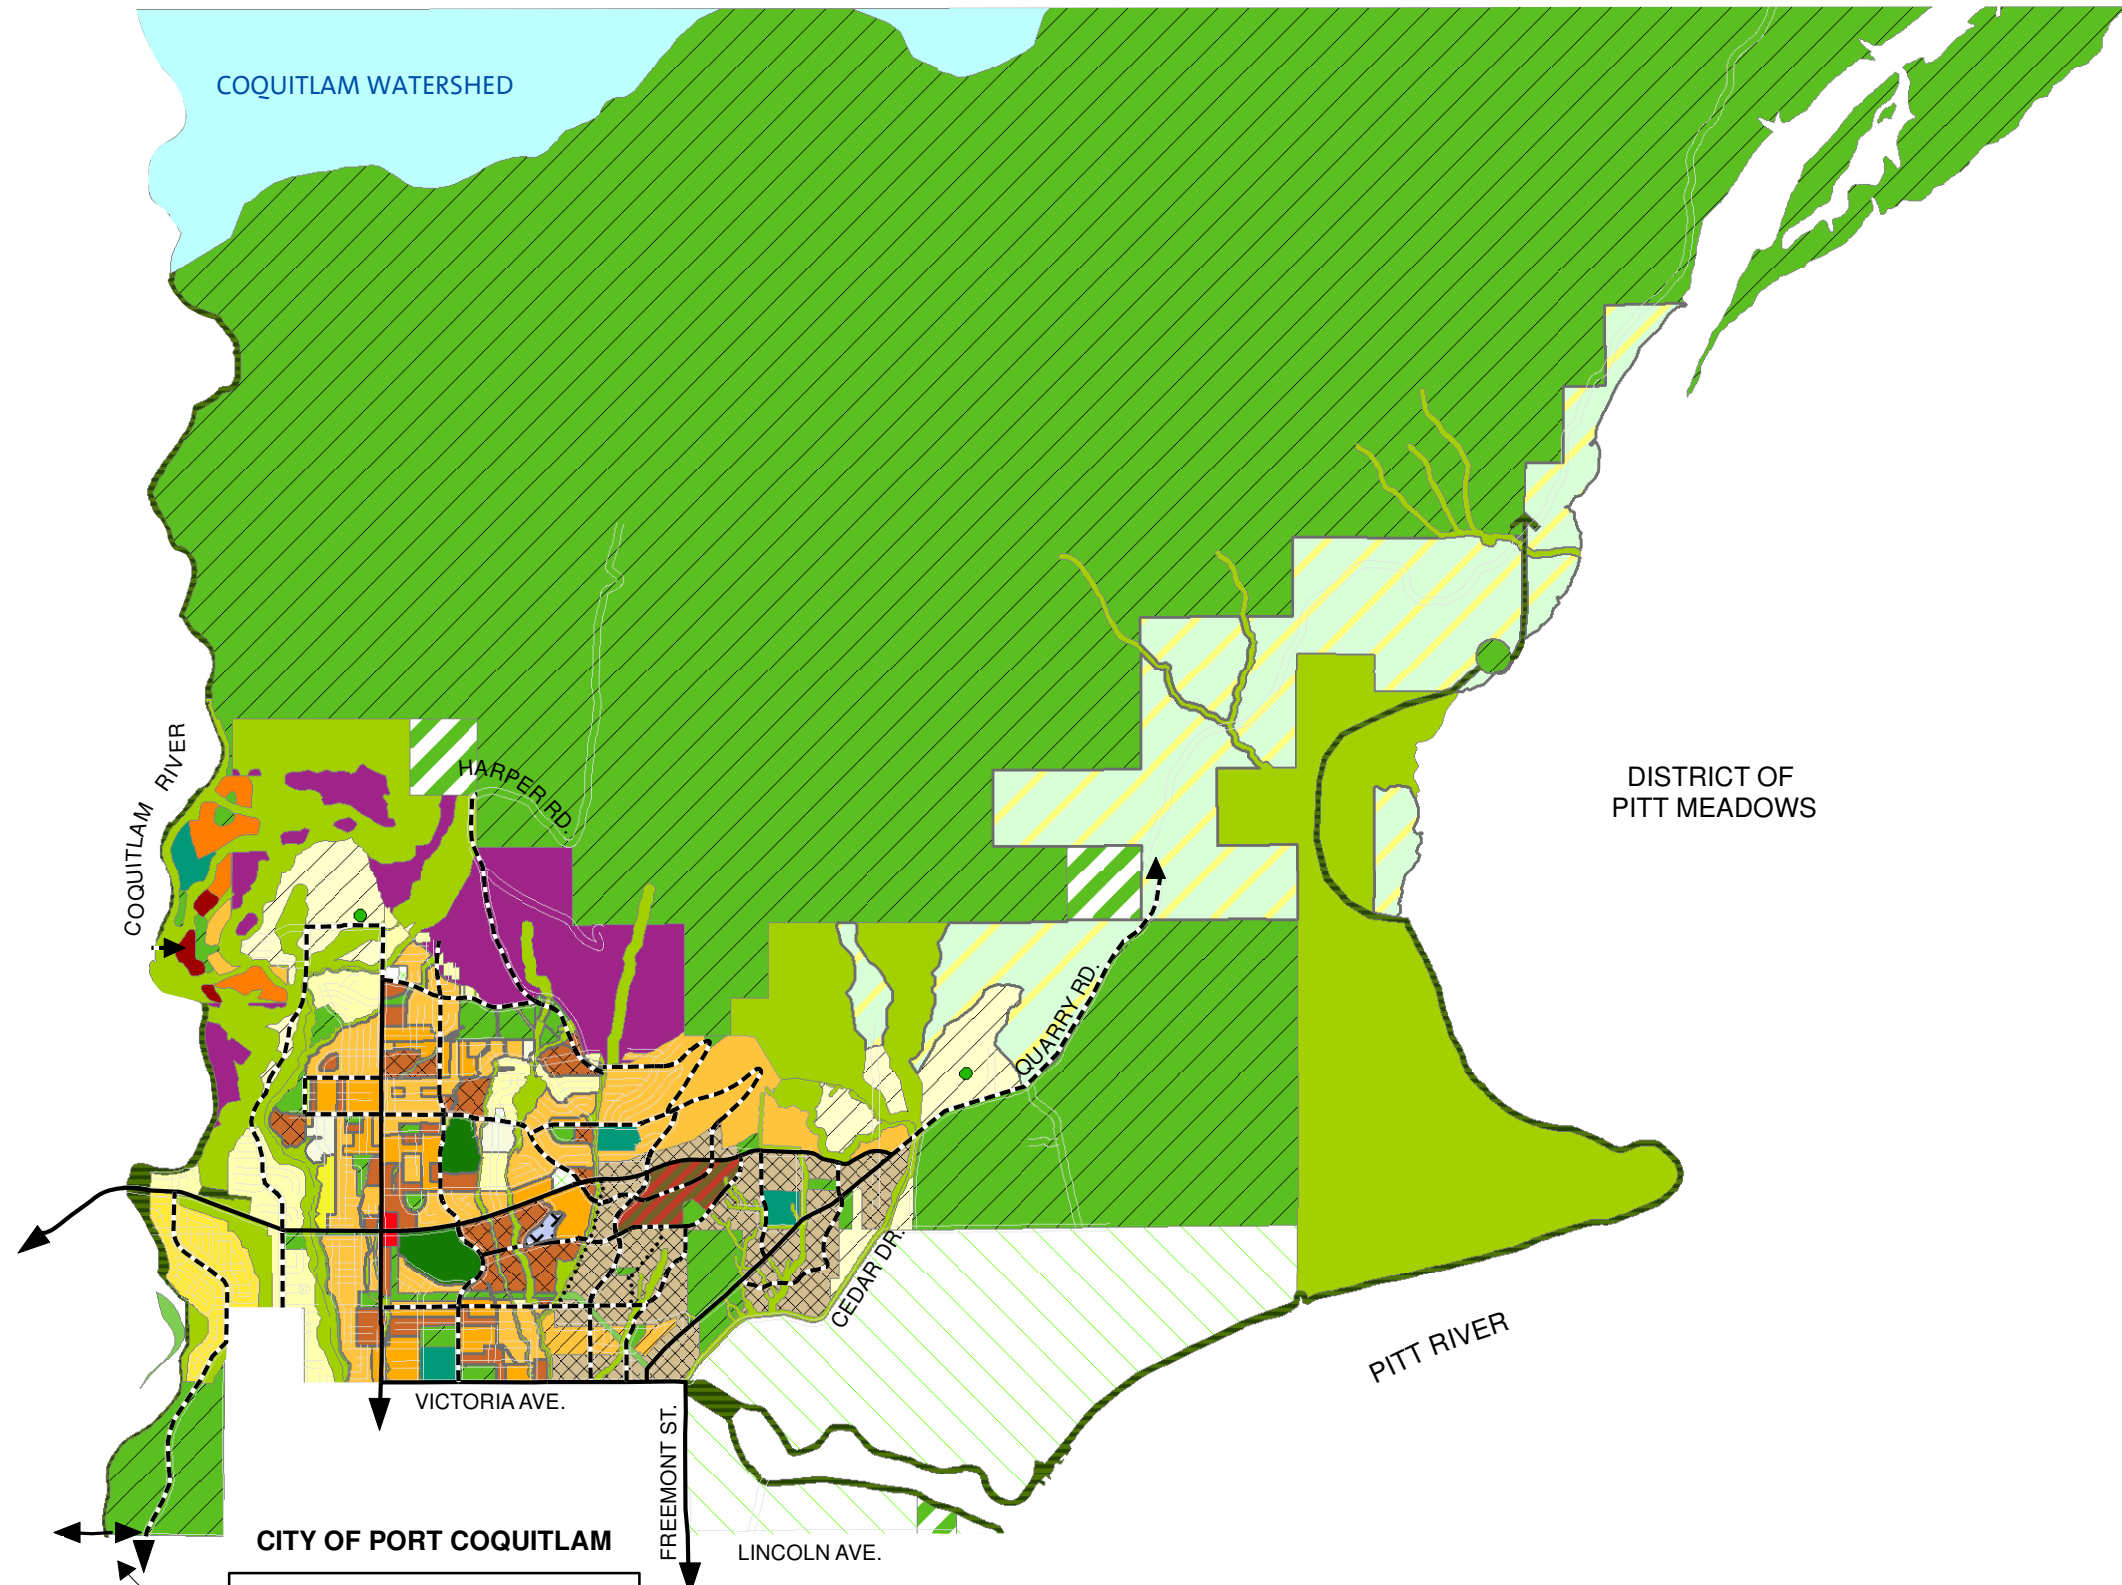 COQUITLAM WATERSHED
COQUITLAM RIVER
HARPER RD.
DISTRICT OF
PITT MEADOWS
QUARRY RD.
CEDAR DR.
PITT RIVER
VICTORIA AVE.
FREEMONT ST.
CITY OF PORT COQUITLAM
LINCOLN AVE.